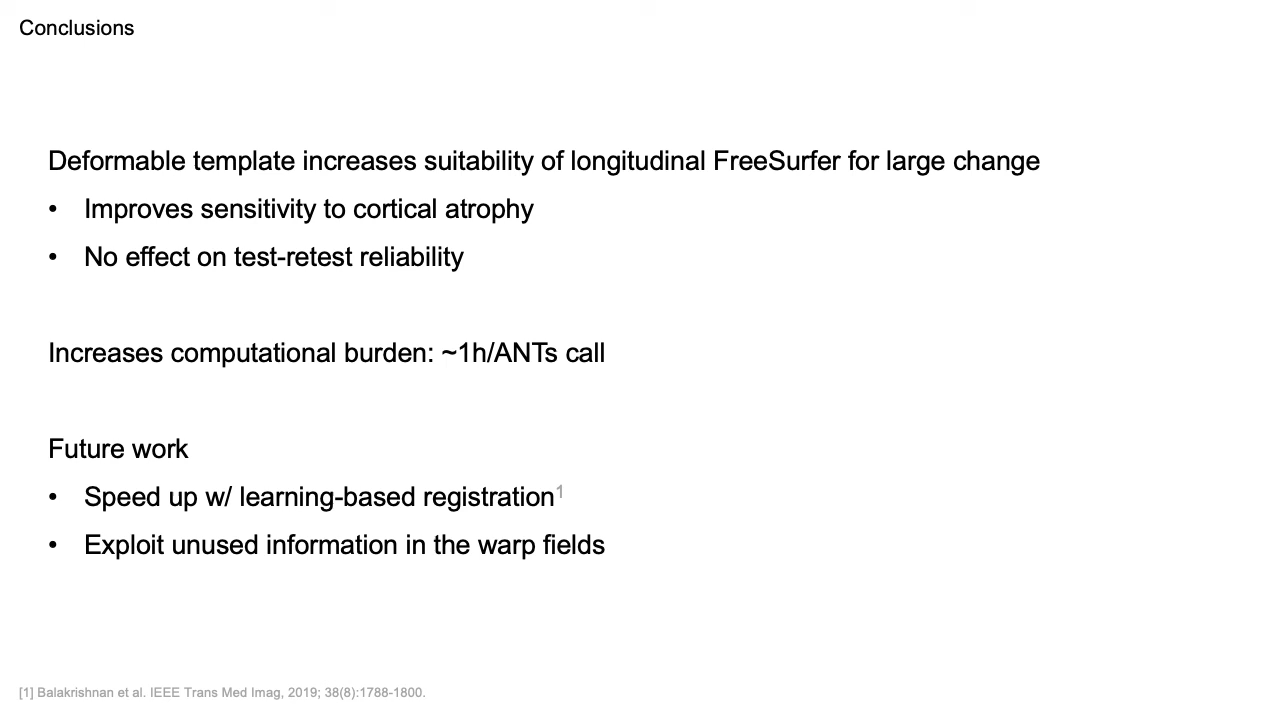 Conclusions
Deformable template increases suitability of longitudinal FreeSurfer for large change
• Improves sensitivity to cortical atrophy
• No effect on test-retest reliability
Increases computational burden: ~1h/ANTs call
Future work
• Speed up w/ learning-based registration¹
• Exploit unused information in the warp fields
[1] Balakrishnan et al. IEEE Trans Med Imag, 2019; 38(8):1788-1800.